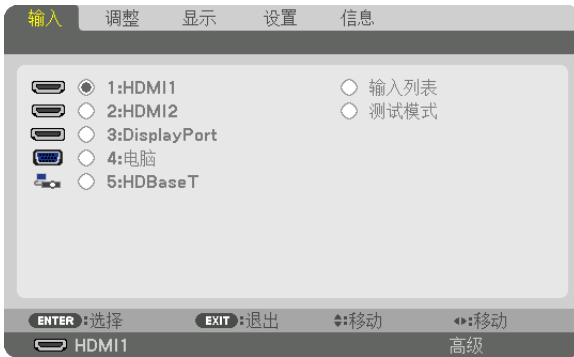 输入 调整 显示 设置 信息
1:HDMI1 输入列表
2:HDMI2 测试模式
3:DisplayPort
4:电脑
5:HDBaseT
ENTER:选择 EXIT:退出 :移动 :移动
HDMI1 高级